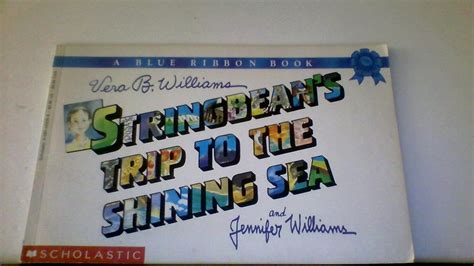 A BLUE RIBBON BOOK
Vera B. Williams
STRINGBEAN'S
TRIP TO THE
SHINING SEA
and
Jennifer Williams
SCHOLASTIC